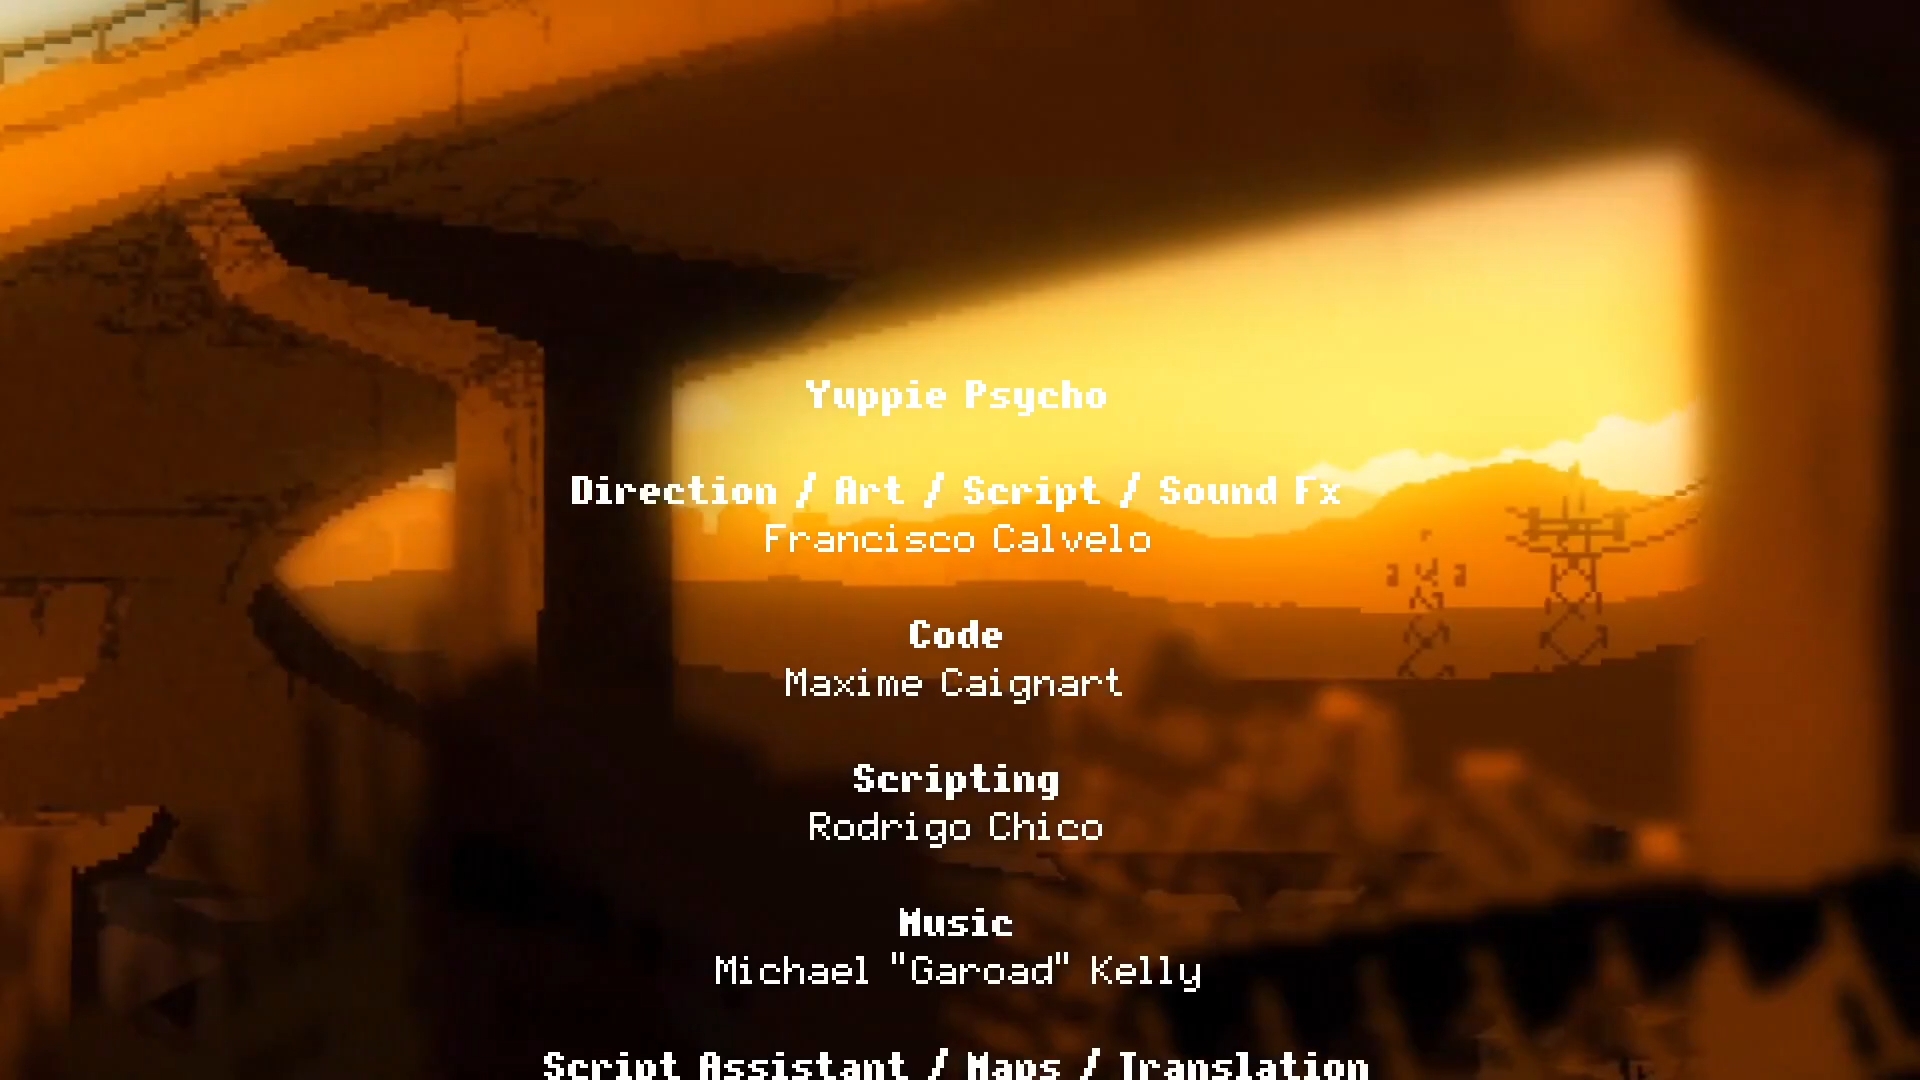 Yuppie Psycho
Direction / Art / Script / Sound Fx
Francisco Calvelo
Code
Maxime Caignart
Scripting
Rodrigo Chico
Music
Michael "Garoad" Kelly
Script Assistant / Maps / Translation